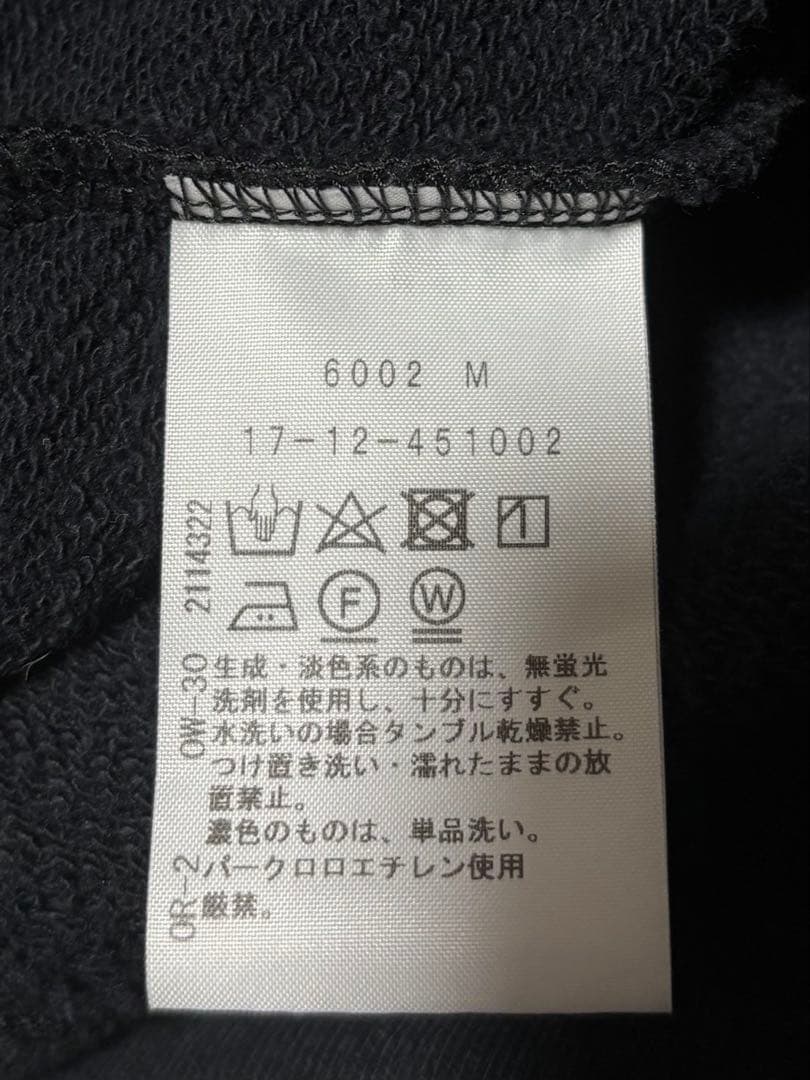 6002 M
17-12-451002
2114322
F
W
OW-30
生成・淡色系のものは、無蛍光
洗剤を使用し、十分にすすぐ。
水洗いの場合タンブル乾燥禁止。
つけ置き洗い・濡れたままの放
置禁止。
濃色のものは、単品洗い。
OR-2
パークロロエチレン使用
厳禁。